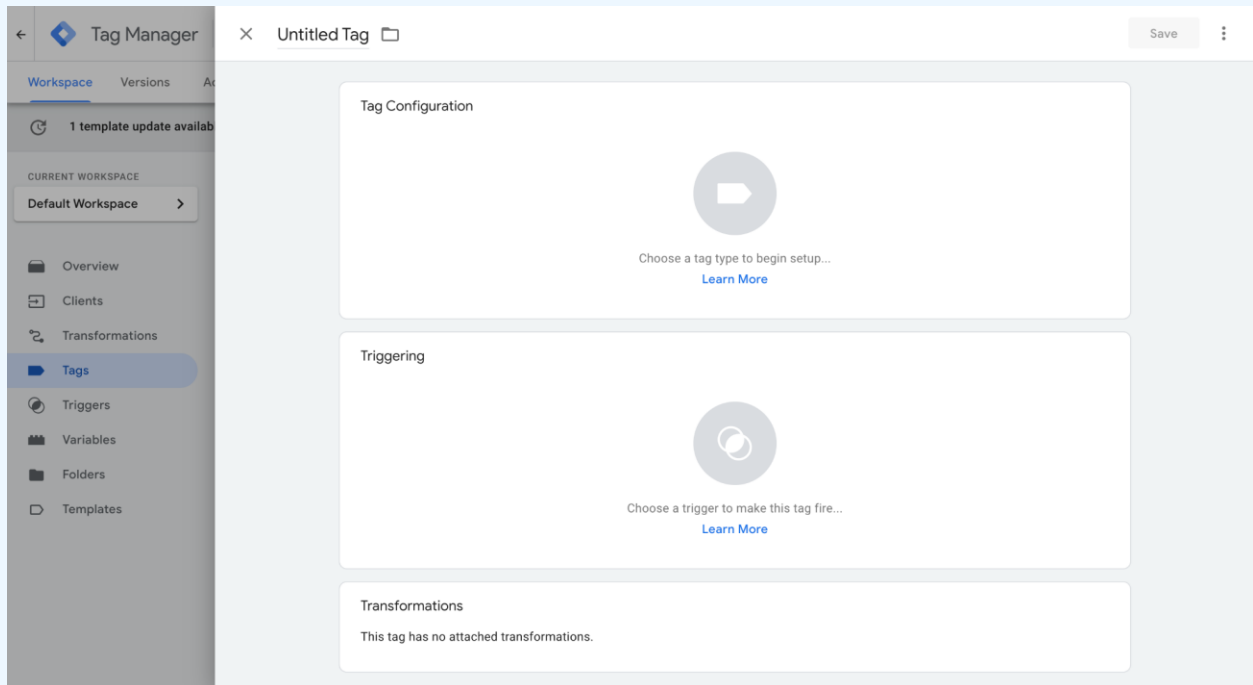 Tag Manager
Untitled Tag
Save
Workspace Versions
1 template update availab
CURRENT WORKSPACE
Default Workspace
Overview
Clients
Transformations
Tags
Triggers
Variables
Folders
Templates
Tag Configuration
Choose a tag type to begin setup...
Learn More
Triggering
Choose a trigger to make this tag fire...
Learn More
Transformations
This tag has no attached transformations.